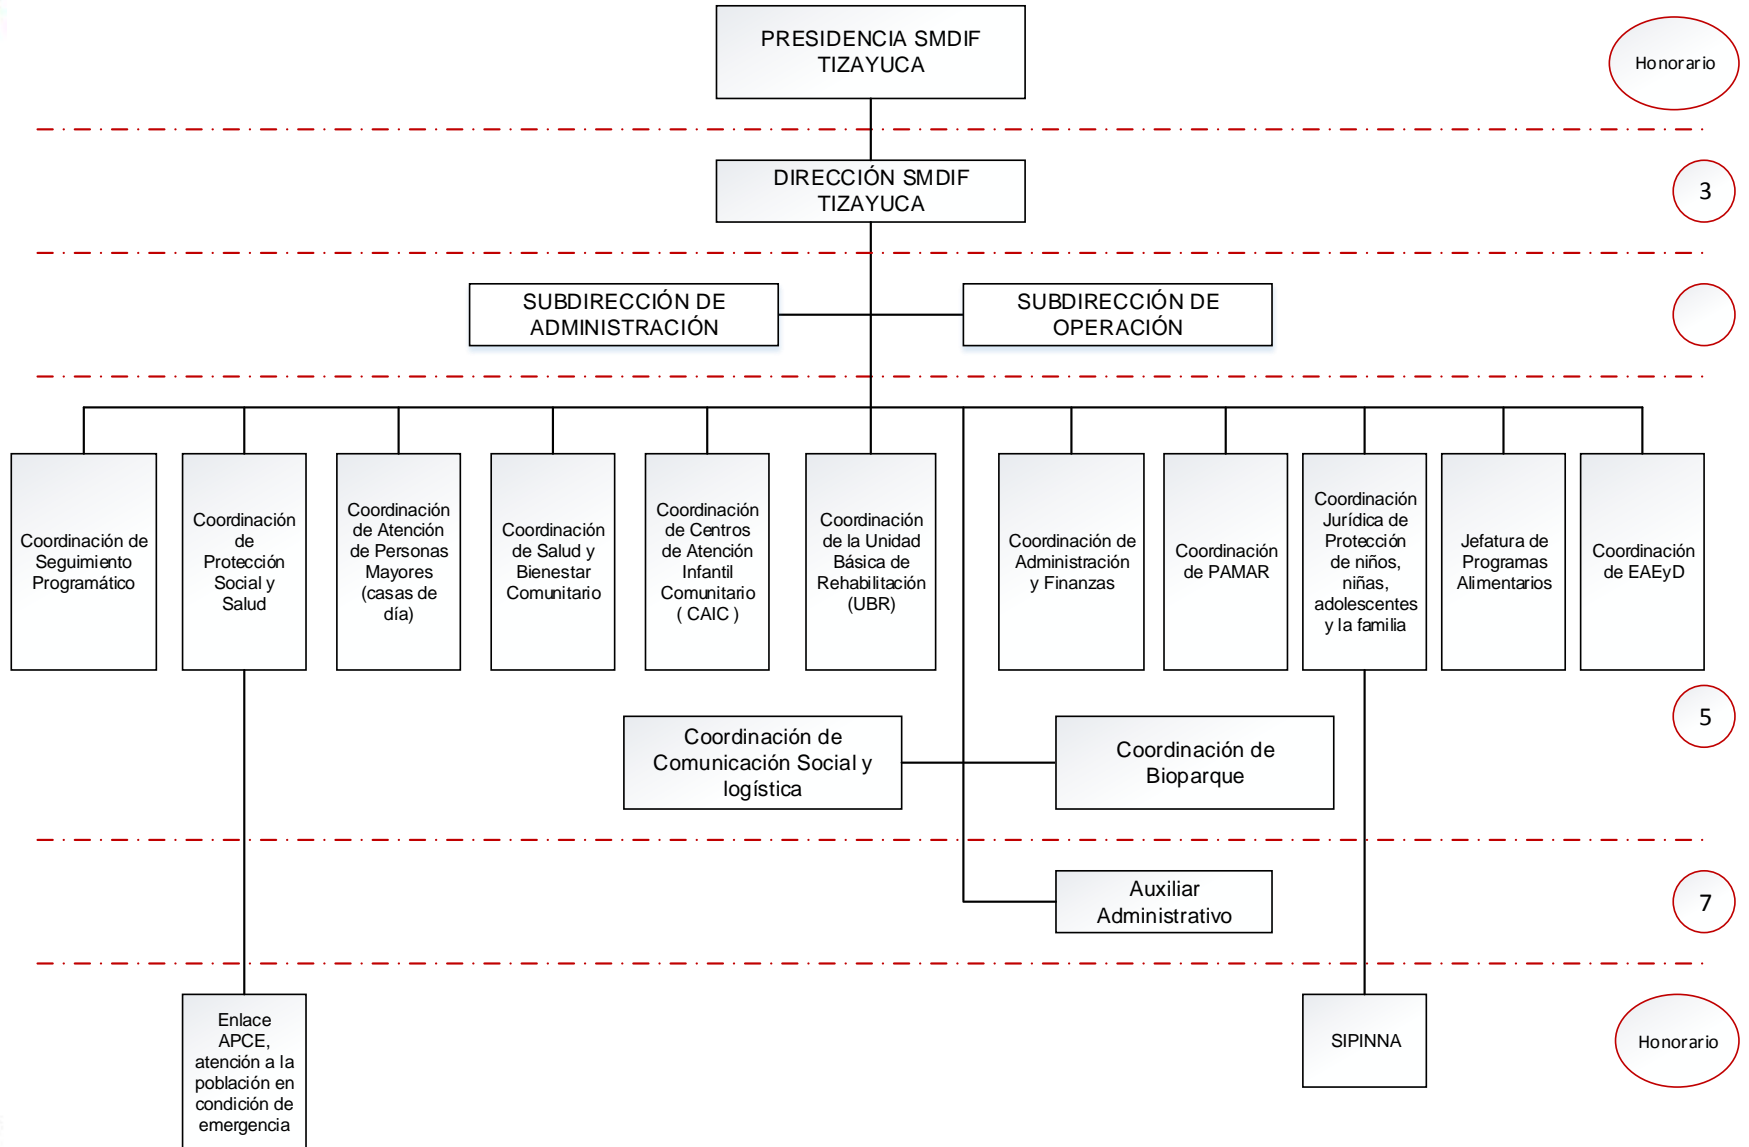 PRESIDENCIA SMDIF
TIZAYUCA
Honorario
DIRECCIÓN SMDIF
TIZAYUCA
3
SUBDIRECCIÓN DE
ADMINISTRACIÓN
SUBDIRECCIÓN DE
OPERACIÓN
Coordinación de
Seguimiento
Programático
Coordinación
de
Protección
Social y
Salud
Coordinación
de Atención
de Personas
Mayores
(casas de
día)
Coordinación
de Salud y
Bienestar
Comunitario
Coordinación
de Centros
de Atención
Infantil
Comunitario
( CAIC )
Coordinación
de la Unidad
Básica de
Rehabilitación
(UBR)
Coordinación de
Administración
y Finanzas
Coordinación
de PAMAR
Coordinación
Jurídica de
Protección
de niños,
niñas,
adolescentes
y la familia
Jefatura de
Programas
Alimentarios
Coordinación
de EAEyD
5
Coordinación de
Comunicación Social y
logística
Coordinación de
Bioparque
Auxiliar
Administrativo
7
Enlace
APCE,
atención a la
población en
condición de
emergencia
SIPINNA
Honorario